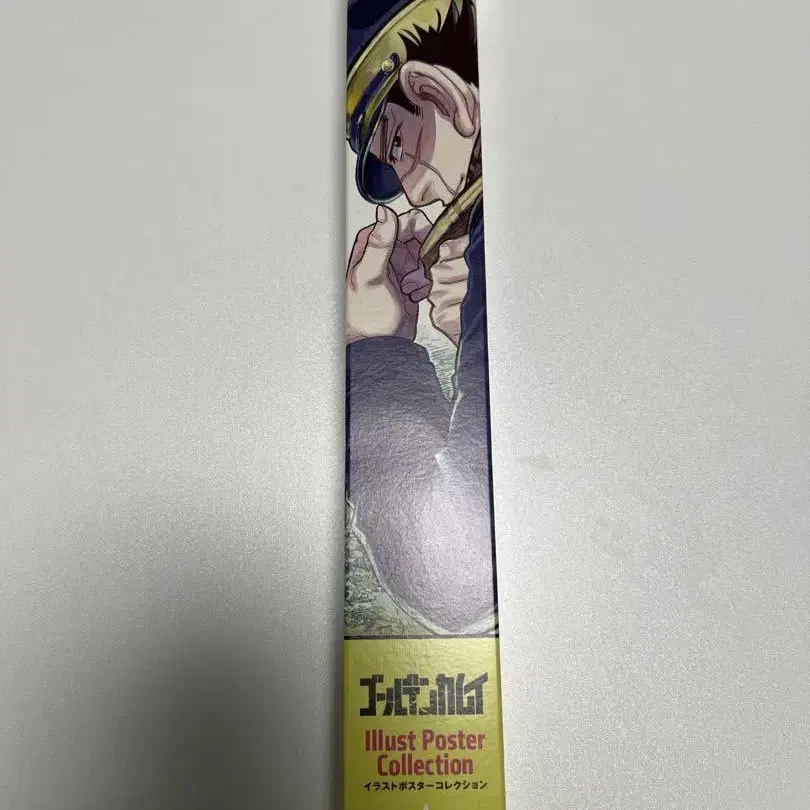 ゴールデンカムイ
Illust Poster
Collection
イラストポスターコレクション